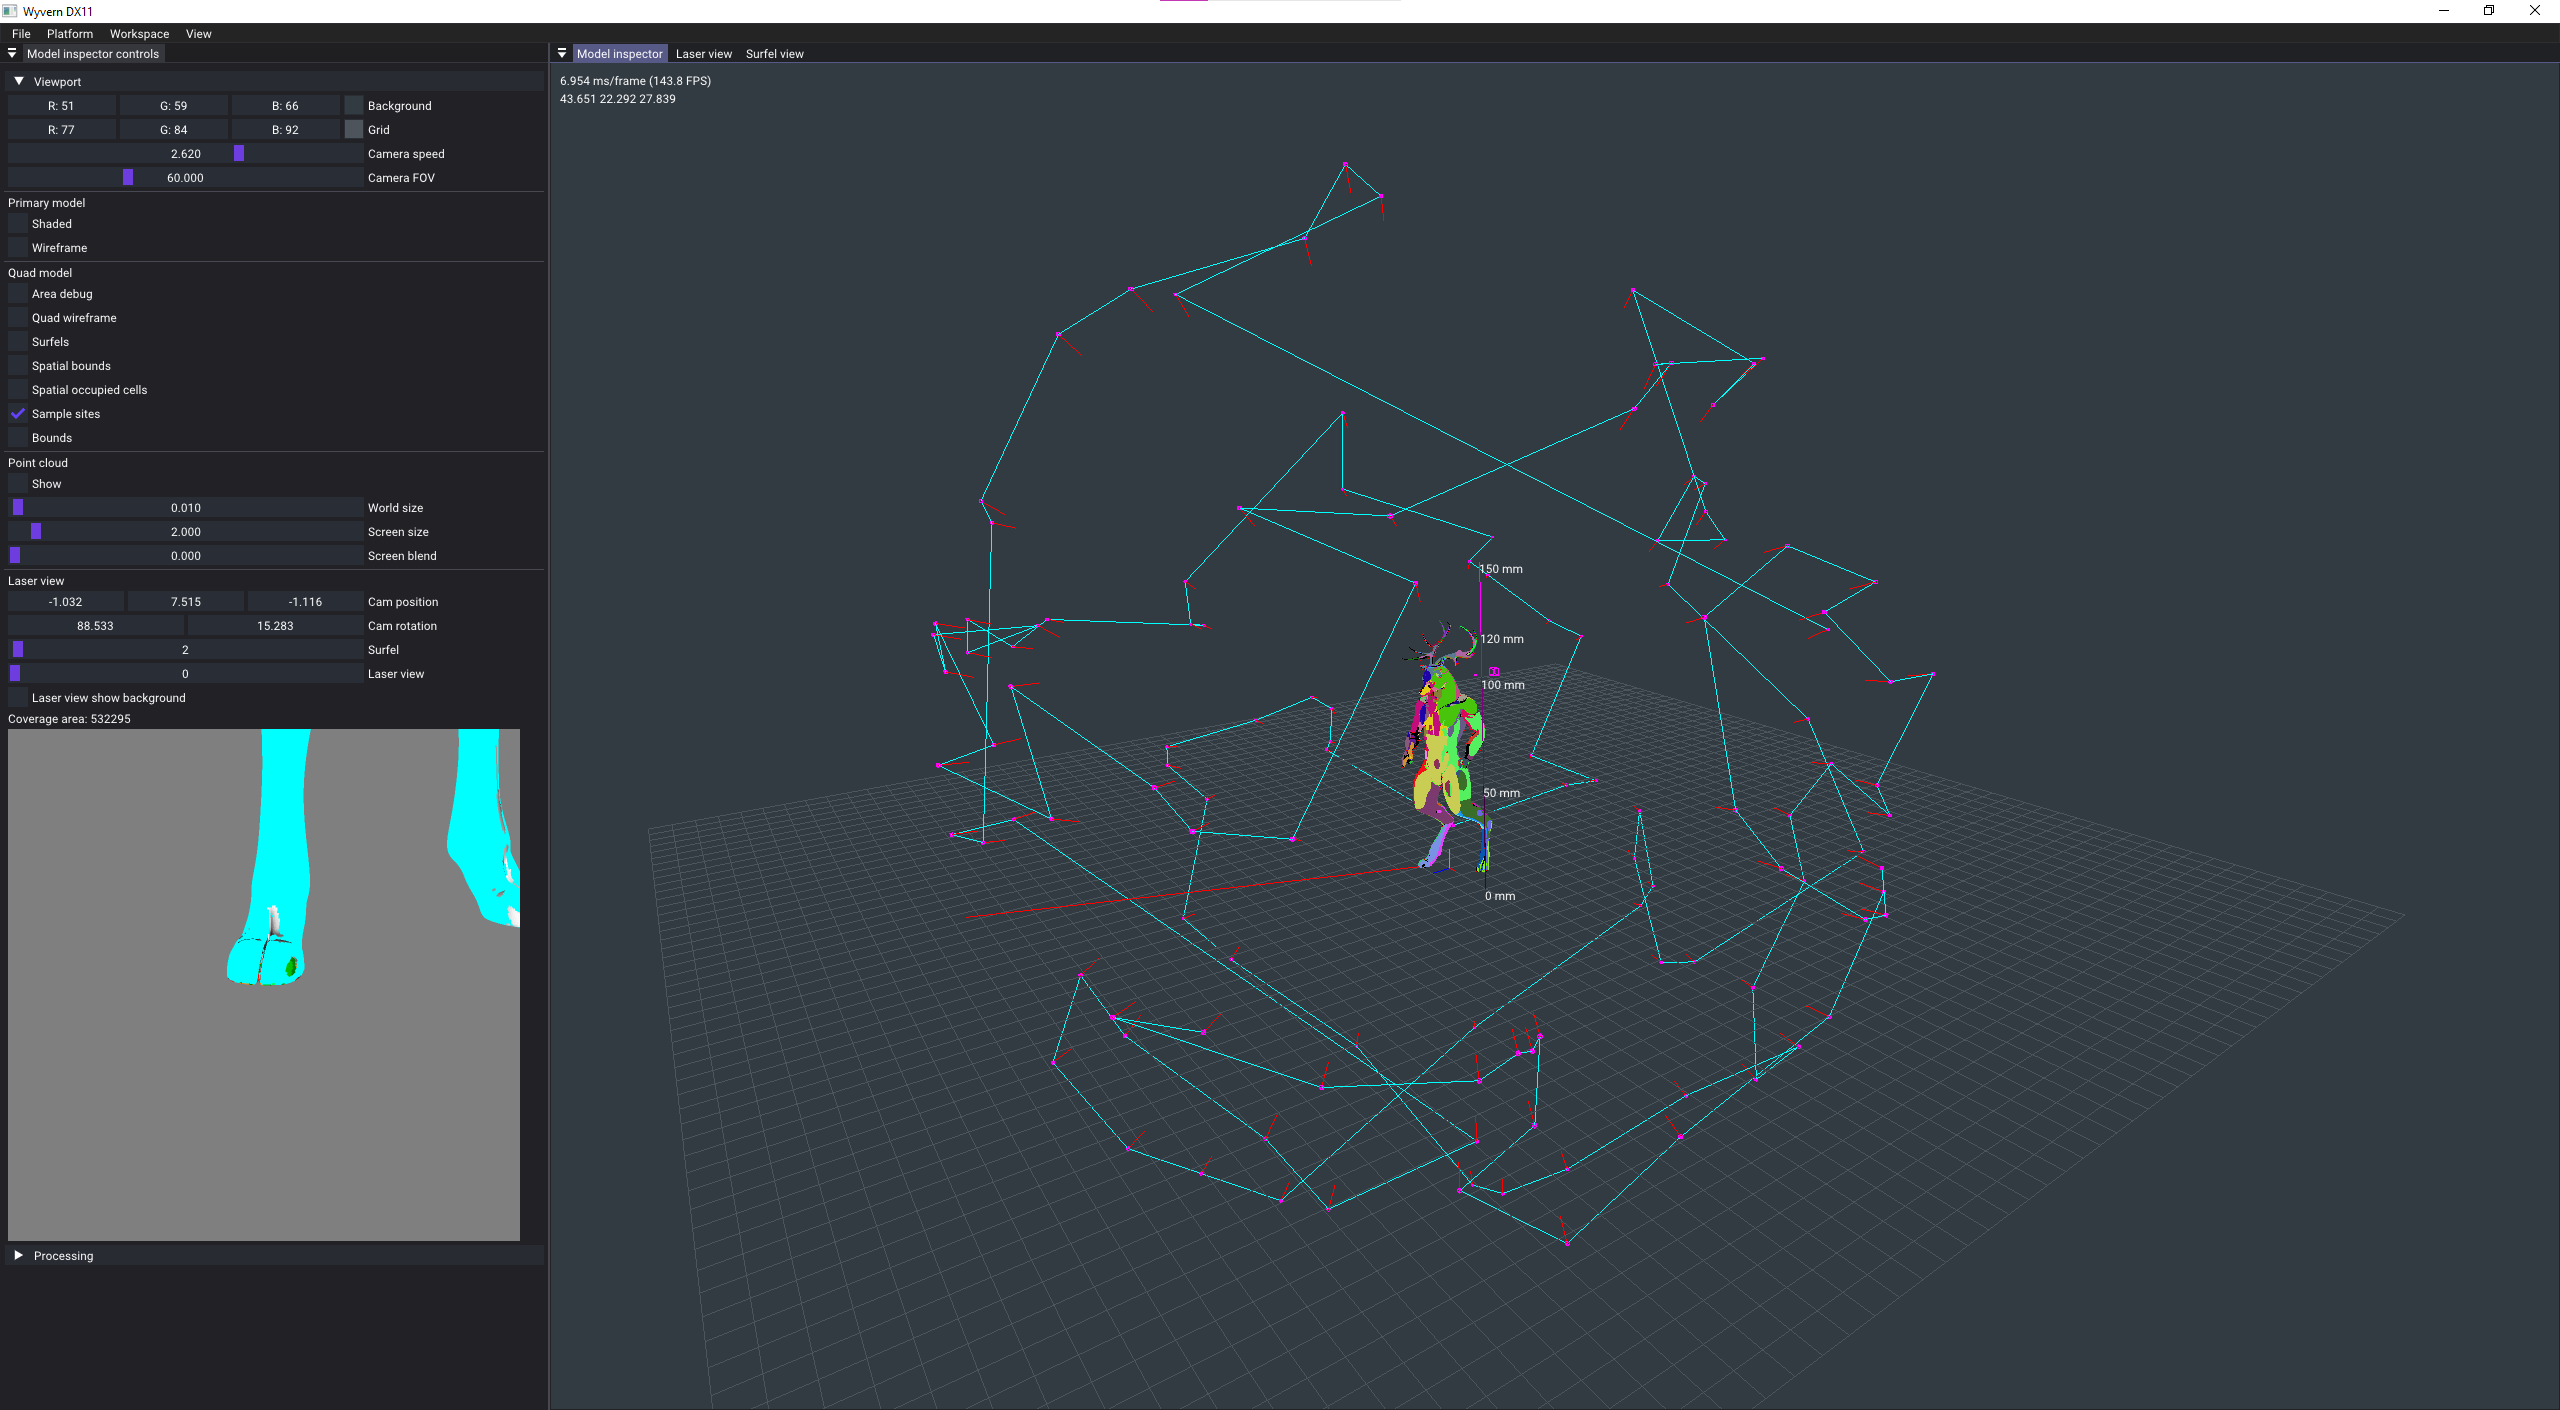 Wyvern DX11
File Platform Workspace View
Model inspector controls
Viewport
R: 51 G: 59 B: 66 Background
R: 77 G: 84 B: 92 Grid
2.620 Camera speed
60.000 Camera FOV
Primary model
Shaded
Wireframe
Quad model
Area debug
Quad wireframe
Surfels
Spatial bounds
Spatial occupied cells
Sample sites
Bounds
Point cloud
Show
0.010 World size
2.000 Screen size
0.000 Screen blend
Laser view
-1.032 7.515 -1.116 Cam position
88.533 15.283 Cam rotation
2 Surfel
0 Laser view
Laser view show background
Coverage area: 532295
Processing
Model inspector Laser view Surfel view
6.954 ms/frame (143.8 FPS)
43.651 22.292 27.839
150 mm
120 mm
100 mm
50 mm
0 mm